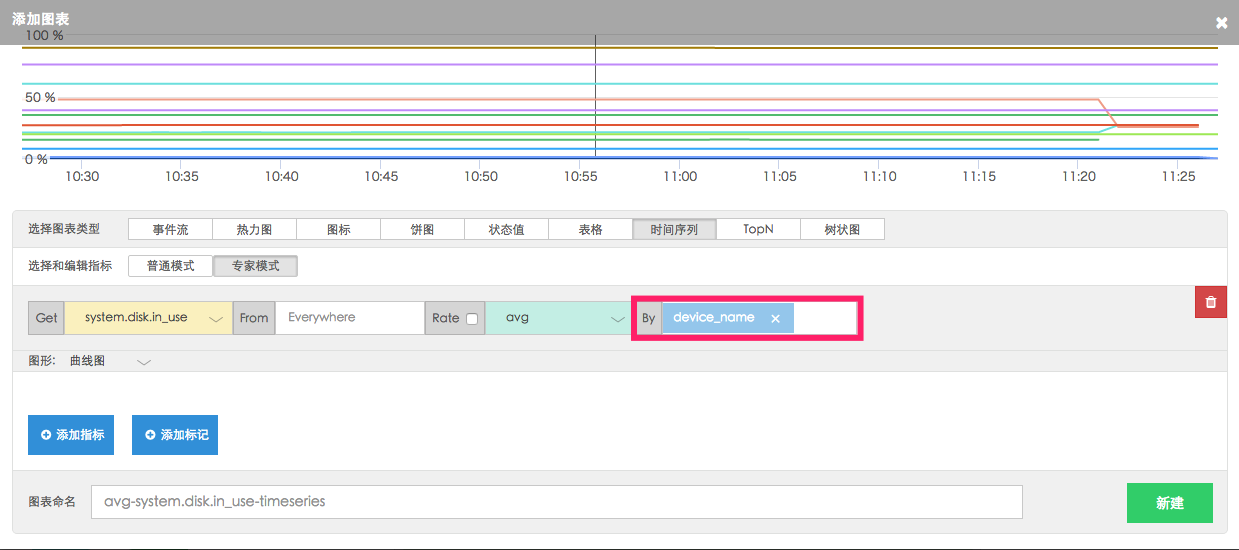 添加图表
100 %
50 %
0 %
10:30 10:35 10:40 10:45 10:50 10:55 11:00 11:05 11:10 11:15 11:20 11:25
选择图表类型 事件流 热力图 图标 饼图 状态值 表格 时间序列 TopN 树状图
选择和编辑指标 普通模式 专家模式
Get system.disk.in_use From Everywhere Rate avg By device_name ×
图形: 曲线图
添加指标 添加标记
图表命名 avg-system.disk.in_use-timeseries 新建